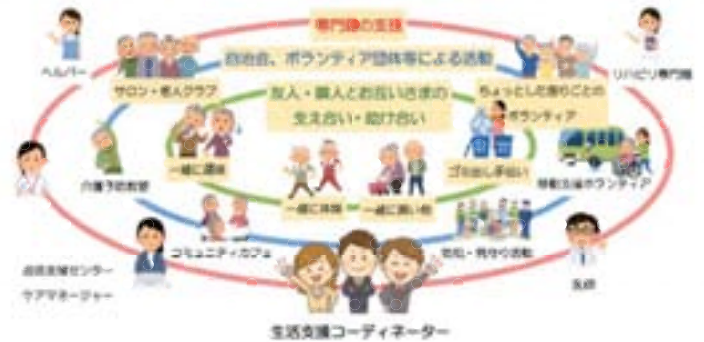 専門職の支援
ヘルパー
自治会、ボランティア団体等による活動
リハビリ専門職
サロン・老人クラブ
友人・隣人とお互いさまの
支え合い・助け合い
ちょっとした困りごとの
ボランティア
一緒に趣味
ゴミ出し手伝い
介護予防教室
移動支援ボランティア
一緒に体操
一緒に買い物
コミュニティカフェ
訪問・見守り活動
支援センター
ケアマネージャー
医師
生活支援コーディネーター